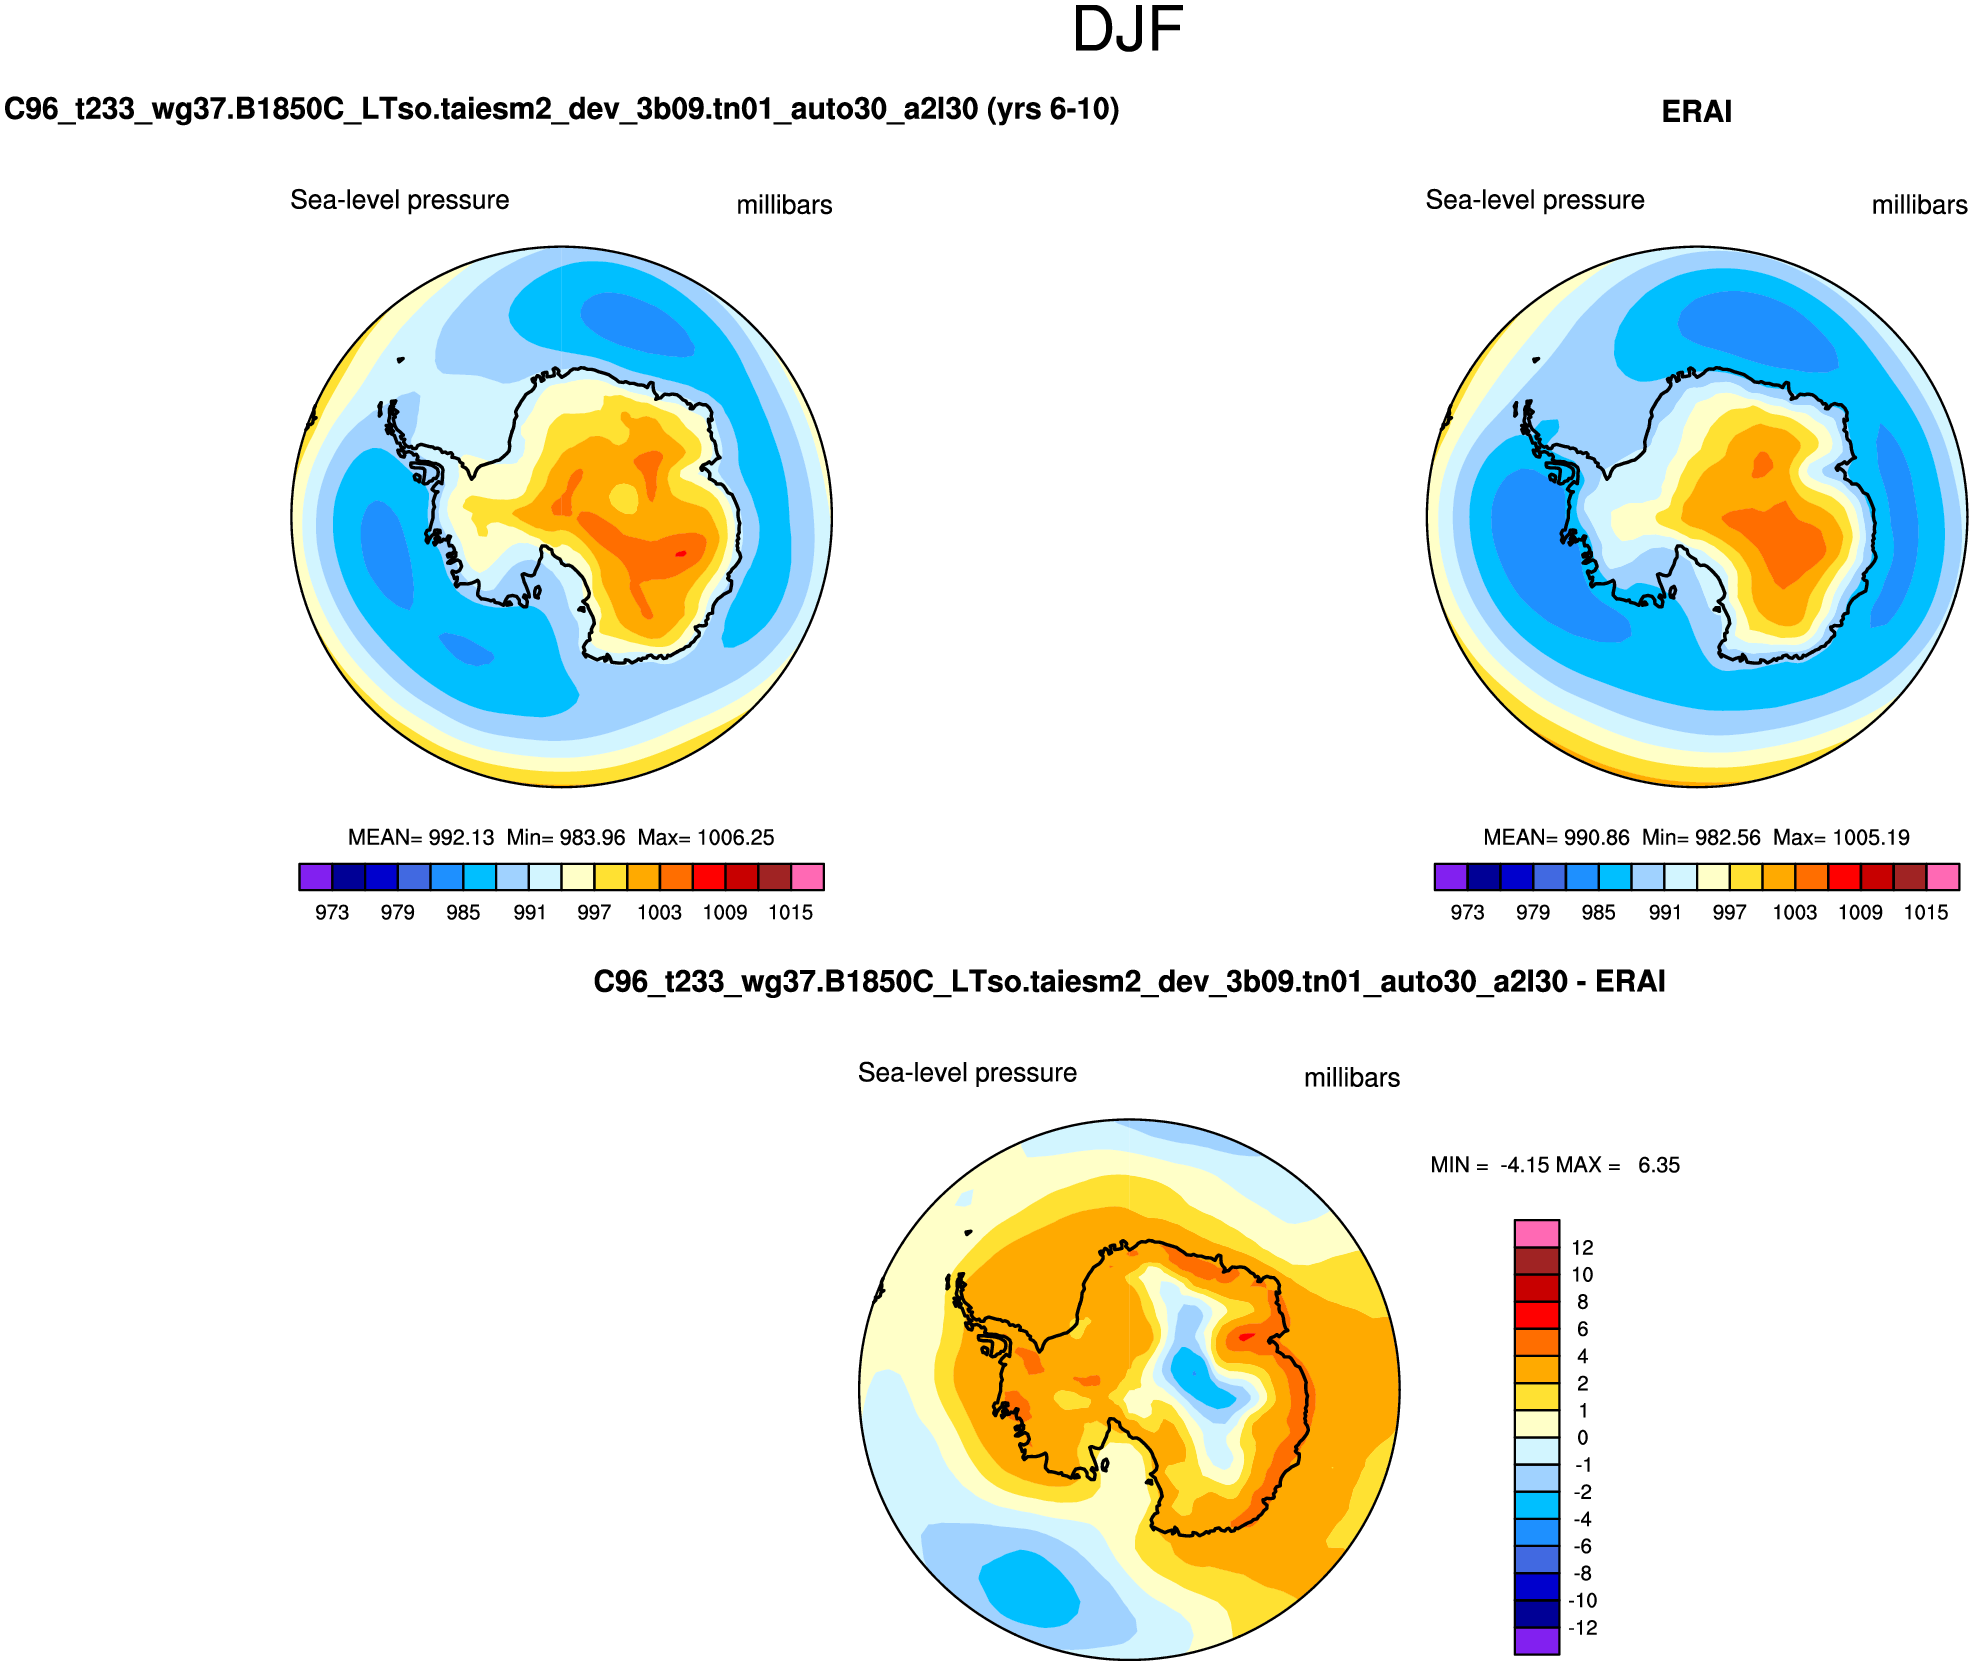 DJF
C96_t233_wg37.B1850C_LTso.taiesm2_dev_3b09.tn01_auto30_a2l30 (yrs 6-10)
ERAI
Sea-level pressure millibars
Sea-level pressure millibars
MEAN= 992.13 Min= 983.96 Max= 1006.25
MEAN= 990.86 Min= 982.56 Max= 1005.19
973 979 985 991 997 1003 1009 1015
973 979 985 991 997 1003 1009 1015
C96_t233_wg37.B1850C_LTso.taiesm2_dev_3b09.tn01_auto30_a2l30 - ERAI
Sea-level pressure millibars
MIN = -4.15 MAX = 6.35
12
10
8
6
4
2
1
0
-1
-2
-4
-6
-8
-10
-12